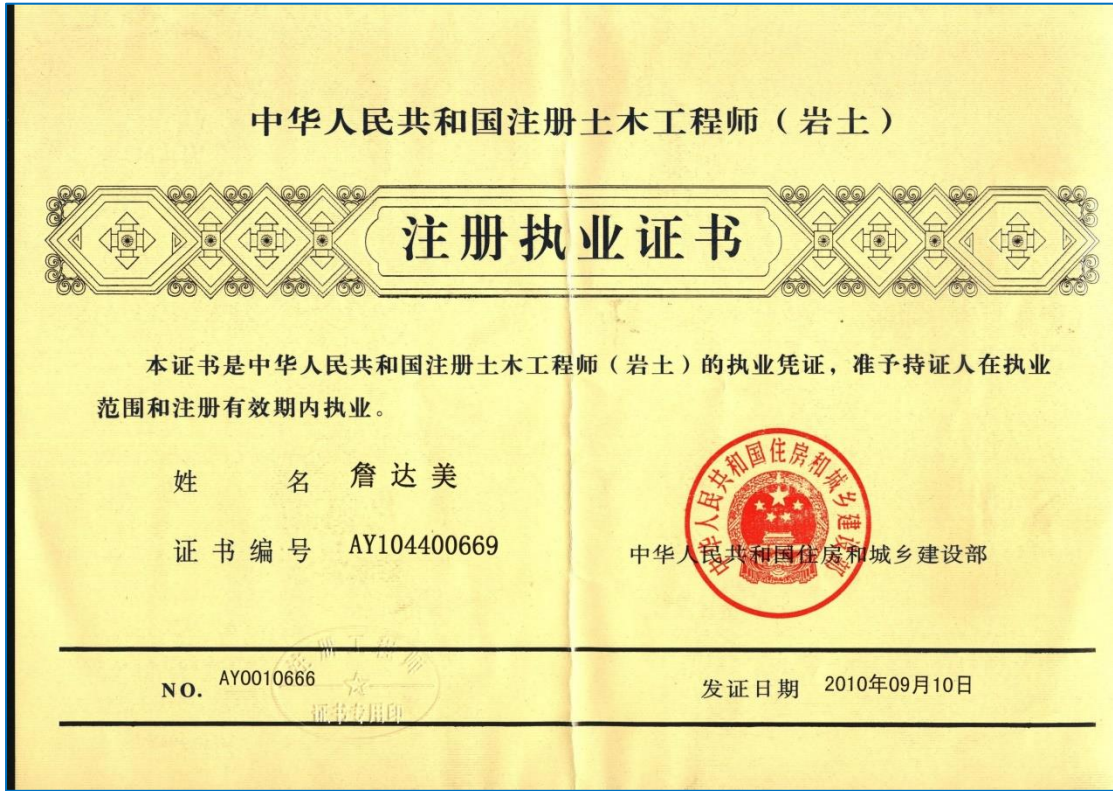 中华人民共和国注册土木工程师（岩土）
注册执业证书
本证书是中华人民共和国注册土木工程师（岩土）的执业凭证，准予持证人在执业
范围和注册有效期内执业。
姓 名 詹达美
证书编号 AY104400669
中华人民共和国住房和城乡建设部
中华人民共和国住房和城乡建设部
注册工程师
证书专用印
NO. AY0010666
发证日期 2010年09月10日